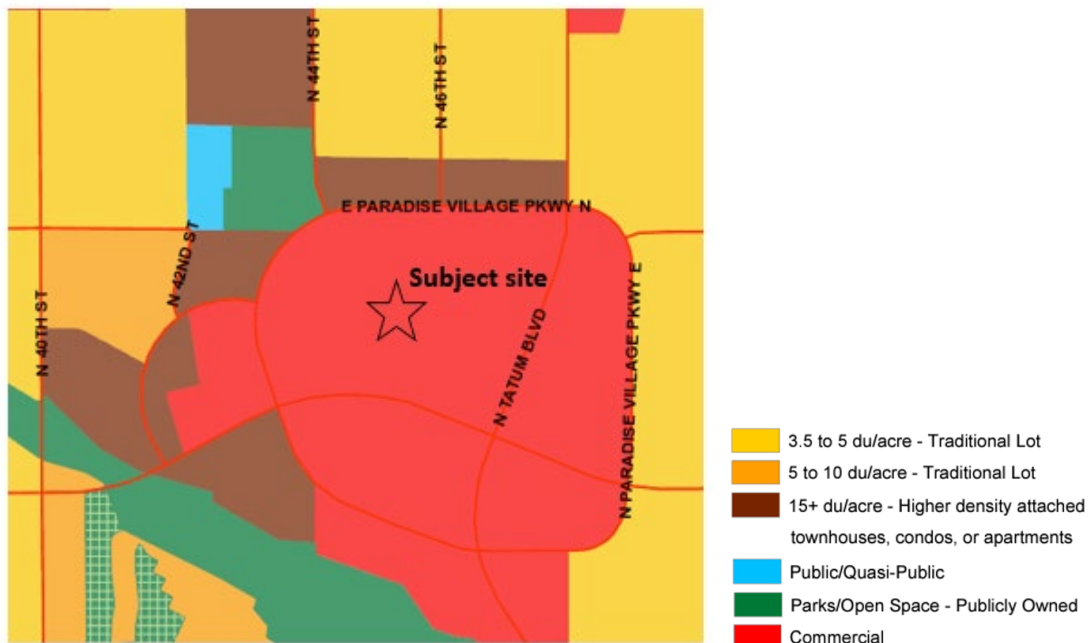 N 44TH ST
N 46TH ST
E PARADISE VILLAGE PKWY N
N 42ND ST
Subject site
N 40TH ST
N TATUM BLVD
N PARADISE VILLAGE PKWY E
3.5 to 5 du/acre - Traditional Lot
5 to 10 du/acre - Traditional Lot
15+ du/acre - Higher density attached
townhouses, condos, or apartments
Public/Quasi-Public
Parks/Open Space - Publicly Owned
Commercial